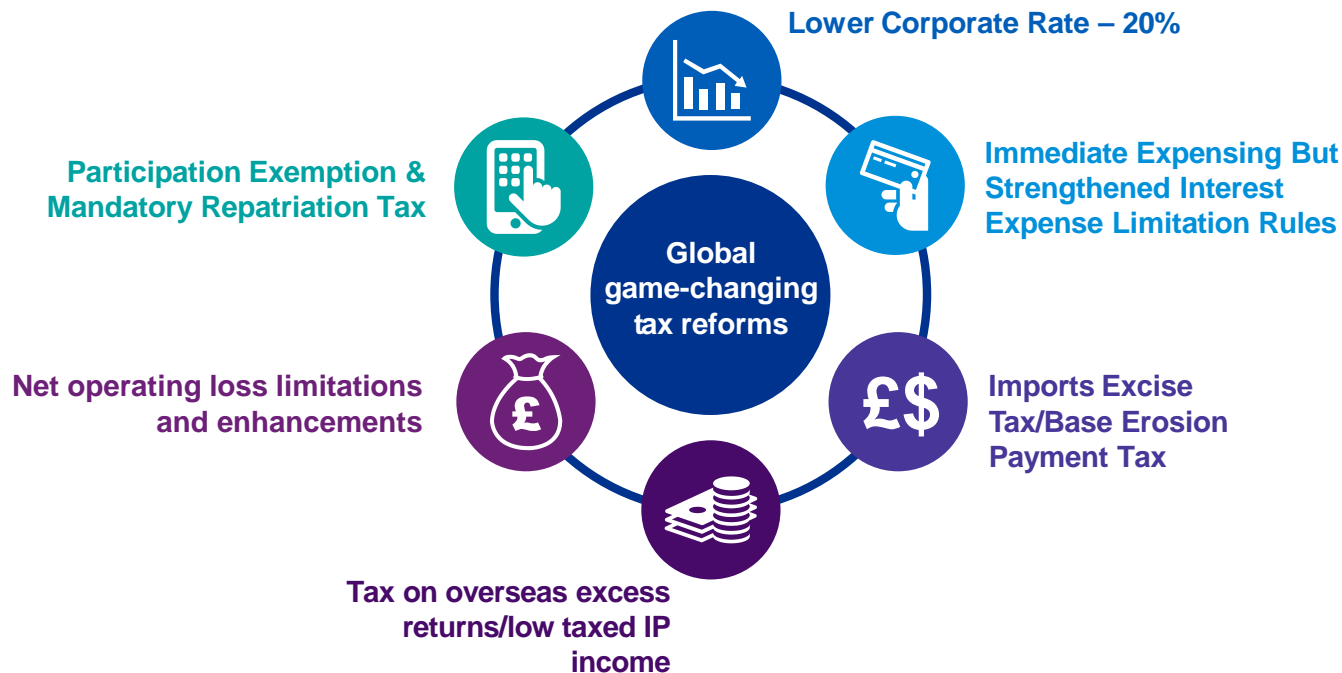 Lower Corporate Rate – 20%
Immediate Expensing But
Strengthened Interest
Expense Limitation Rules
Participation Exemption &
Mandatory Repatriation Tax
Global
game-changing
tax reforms
Net operating loss limitations
and enhancements
£
£$
Imports Excise
Tax/Base Erosion
Payment Tax
Tax on overseas excess
returns/low taxed IP
income